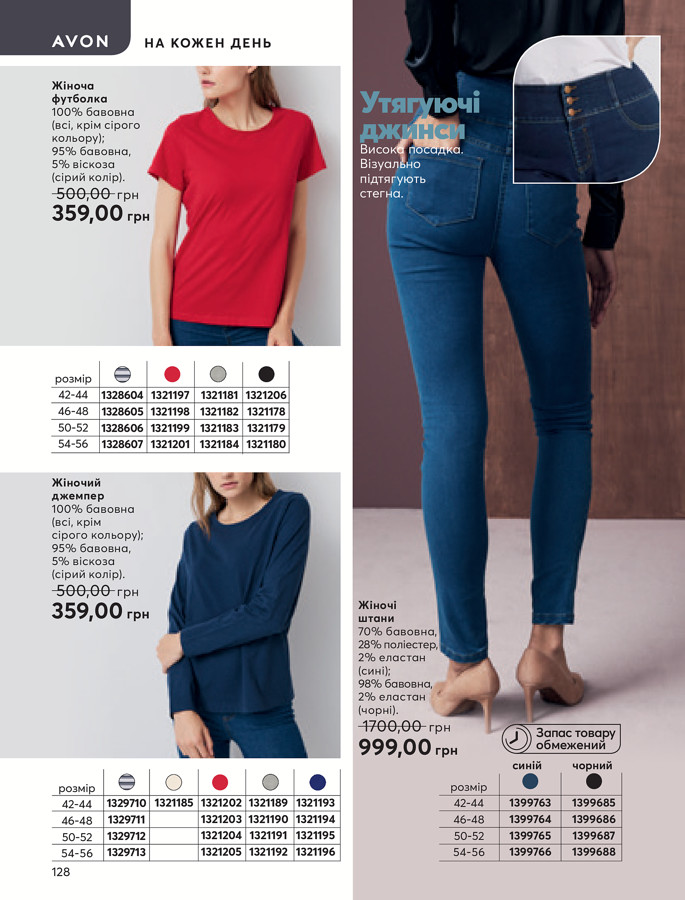 AVON
НА КОЖЕН ДЕНЬ
Жіноча
футболка
100% бавовна
(всі, крім сірого
кольору);
95% бавовна,
5% віскоза
(сірий колір).
500,00 грн
359,00 грн
розмір
42-44 1328604 1321197 1321181 1321206
46-48 1328605 1321198 1321182 1321178
50-52 1328606 1321199 1321183 1321179
54-56 1328607 1321201 1321184 1321180
Жіночий
джемпер
100% бавовна
(всі, крім
сірого кольору);
95% бавовна,
5% віскоза
(сірий колір).
500,00 грн
359,00 грн
розмір
42-44 1329710 1321185 1321202 1321189 1321193
46-48 1329711 1321203 1321190 1321194
50-52 1329712 1321204 1321191 1321195
54-56 1329713 1321205 1321192 1321196
128
Утягуючі
джинси
Висока посадка.
Візуально
підтягують
стегна.
Жіночі
штани
70% бавовна,
28% поліестер,
2% еластан
(сині);
98% бавовна,
2% еластан
(чорні).
1700,00 грн
999,00 грн
Запас товару
обмежений
синій чорний
розмір
42-44 1399763 1399685
46-48 1399764 1399686
50-52 1399765 1399687
54-56 1399766 1399688